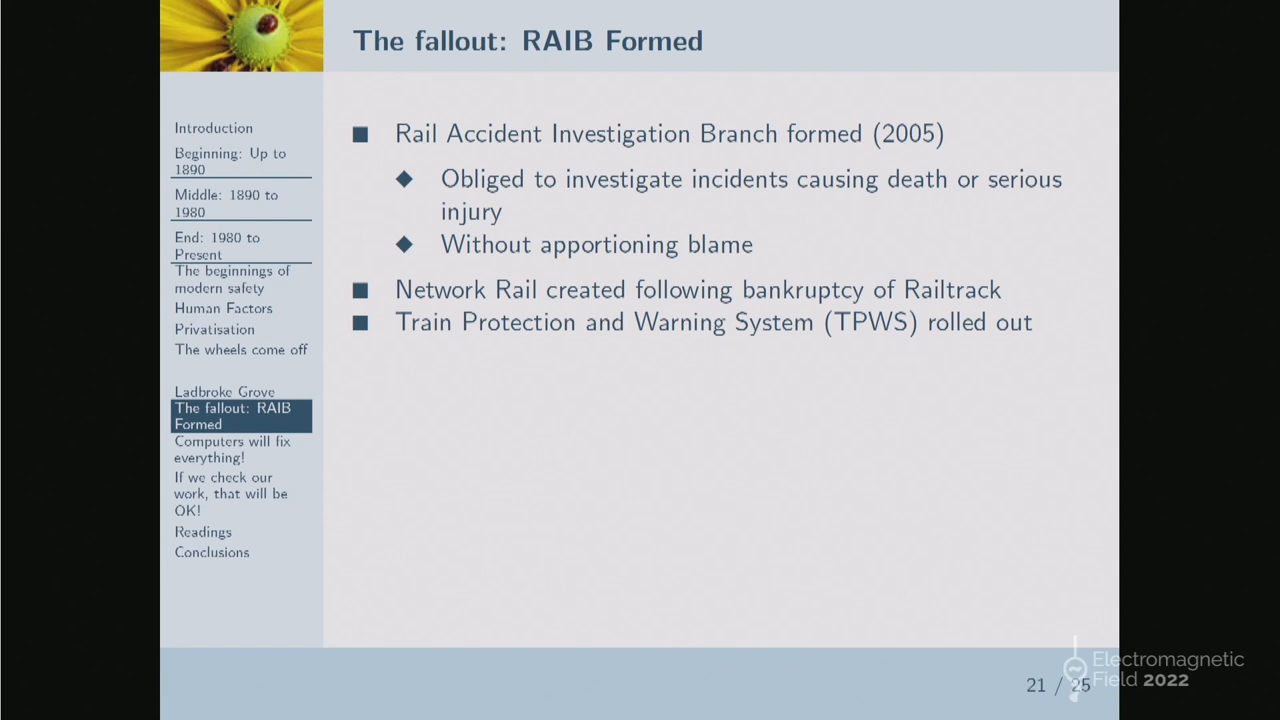 The fallout: RAIB Formed
Introduction
Beginning: Up to
1890
Middle: 1890 to
1980
End: 1980 to
Present
The beginnings of
modern safety
Human Factors
Privatisation
The wheels come off
Ladbroke Grove
The fallout: RAIB
Formed
Computers will fix
everything!
If we check our
work, that will be
OK!
Readings
Conclusions
■ Rail Accident Investigation Branch formed (2005)
◆ Obliged to investigate incidents causing death or serious
injury
◆ Without apportioning blame
■ Network Rail created following bankruptcy of Railtrack
■ Train Protection and Warning System (TPWS) rolled out
21 / 25
Electromagnetic
Field 2022